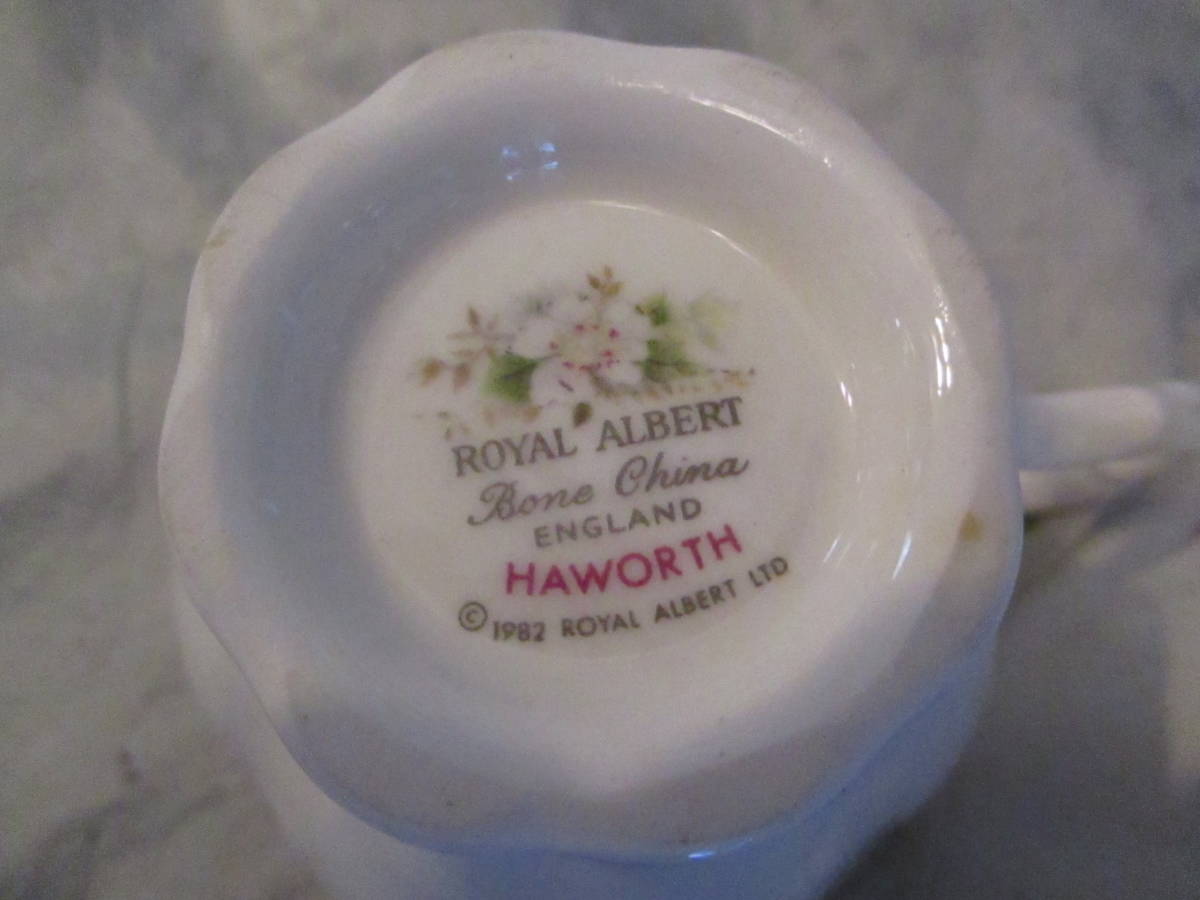 ROYAL ALBERT
Bone China
ENGLAND
HAWORTH
© 1982 ROYAL ALBERT LTD